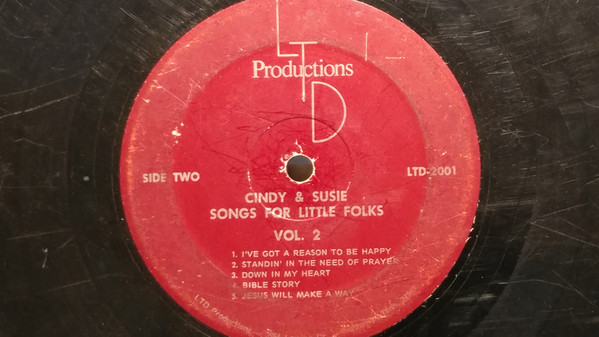 LTD
Productions
SIDE TWO
LTD-2001
CINDY & SUSIE
SONGS FOR LITTLE FOLKS
VOL. 2
1. I'VE GOT A REASON TO BE HAPPY
2. STANDIN' IN THE NEED OF PRAYER
3. DOWN IN MY HEART
4. BIBLE STORY
5. JESUS WILL MAKE A WAY
LTD Productions